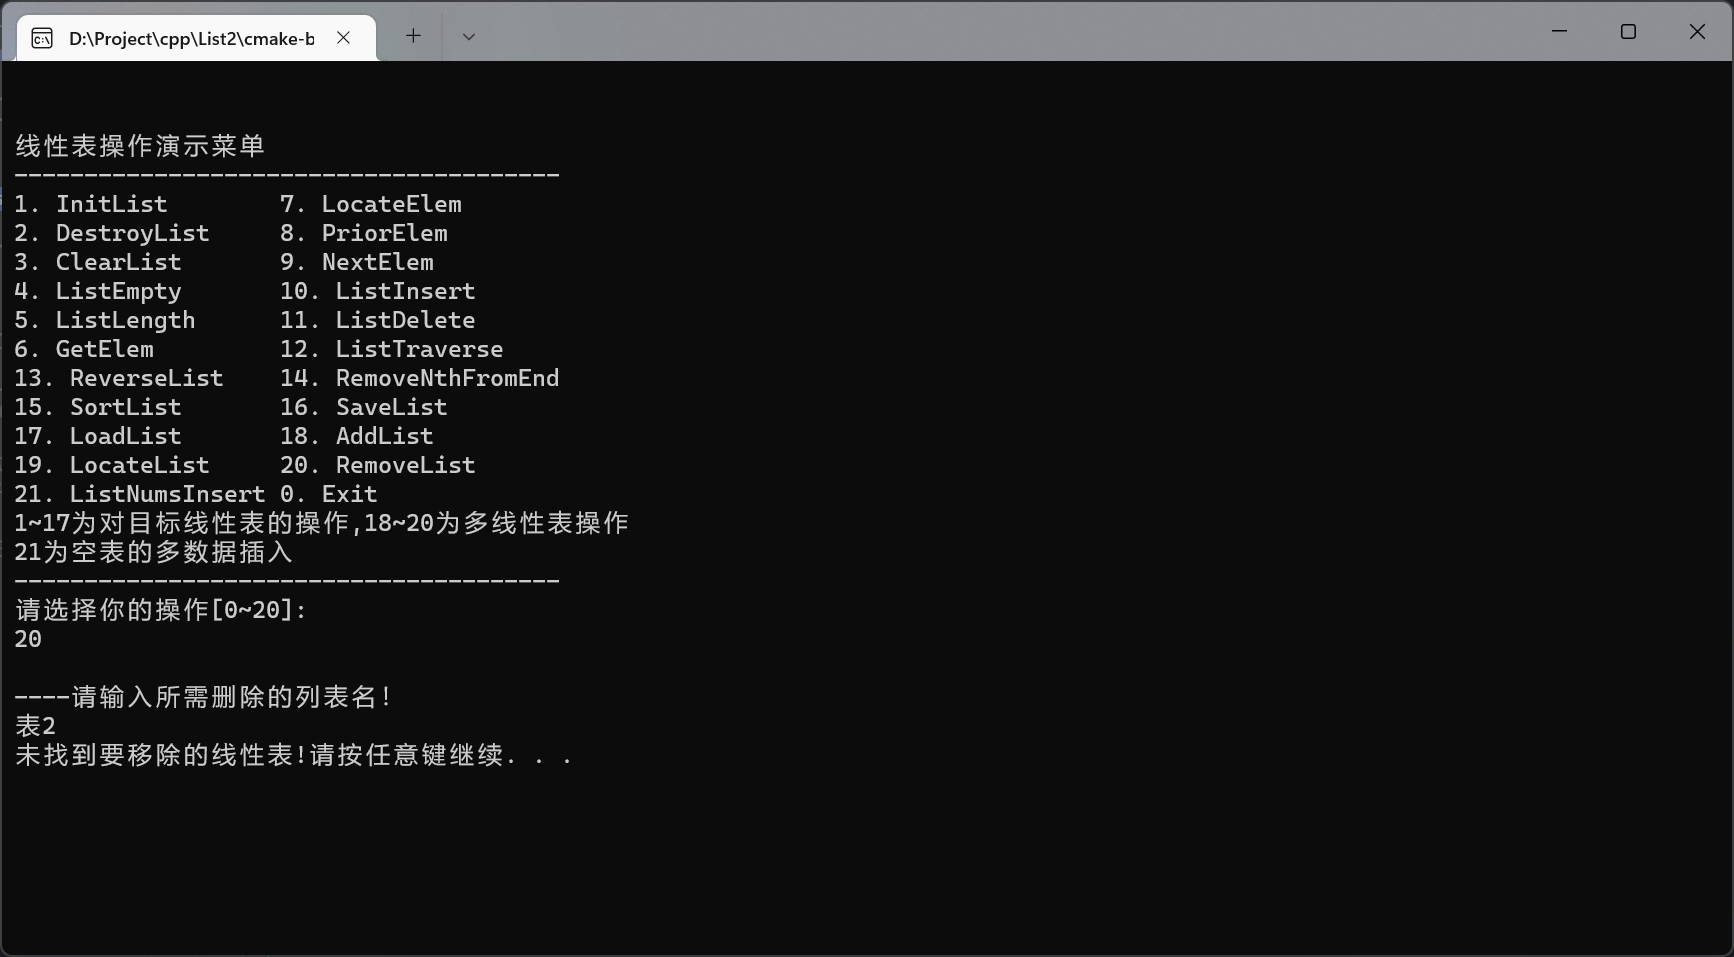 D:\Project\cpp\List2\cmake-b
线性表操作演示菜单
---------------------------------------
1. InitList        7. LocateElem
2. DestroyList     8. PriorElem
3. ClearList       9. NextElem
4. ListEmpty       10. ListInsert
5. ListLength      11. ListDelete
6. GetElem         12. ListTraverse
13. ReverseList    14. RemoveNthFromEnd
15. SortList       16. SaveList
17. LoadList       18. AddList
19. LocateList     20. RemoveList
21. ListNumsInsert 0. Exit
1~17为对目标线性表的操作,18~20为多线性表操作
21为空表的多数据插入
---------------------------------------
请选择你的操作[0~20]:
20
----请输入所需删除的列表名!
表2
未找到要移除的线性表!请按任意键继续. . .